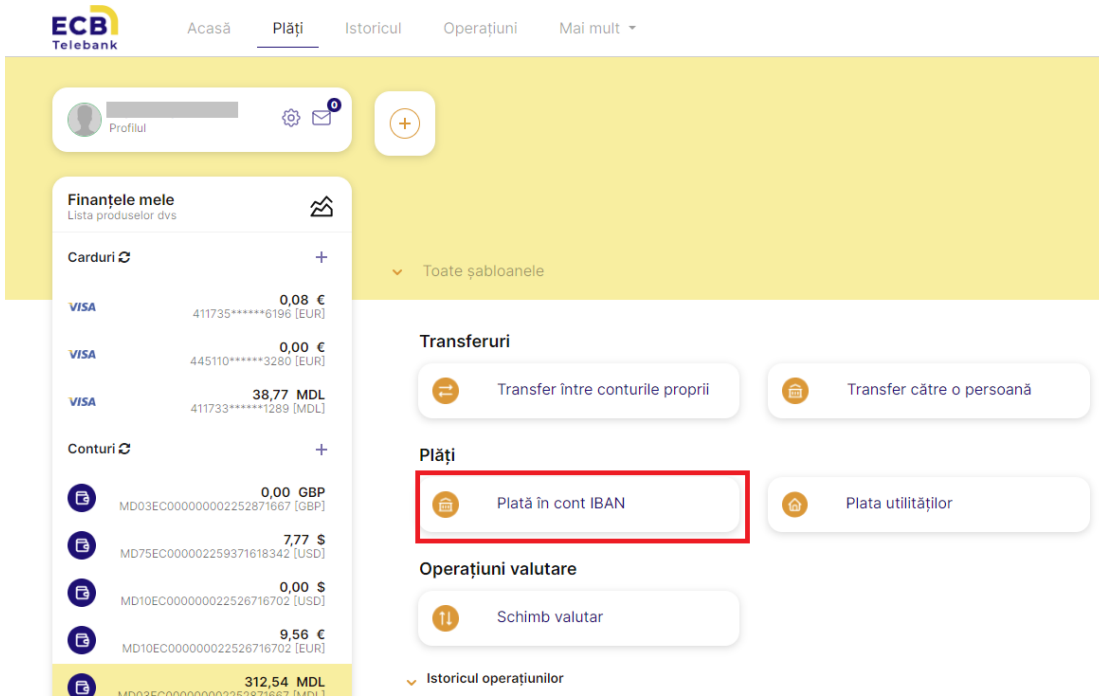 ECB
Telebank
Acasă
Plăți
Istoricul
Operațiuni
Mai mult
Profilul
0
Finanțele mele
Lista produselor dvs
Carduri
VISA
0,08 €
411735******6196 [EUR]
VISA
0,00 €
445110******3280 [EUR]
VISA
38,77 MDL
411733******1289 [MDL]
Conturi
0,00 GBP
MD03EC000000002252871667 [GBP]
7,77 $
MD75EC000002259371618342 [USD]
0,00 $
MD10EC000000022526716702 [USD]
9,56 €
MD10EC000000022526716702 [EUR]
312,54 MDL
MD03EC000000002252871667 [MDL]
Toate șabloanele
Transferuri
Transfer între conturile proprii
Transfer către o persoană
Plăți
Plată în cont IBAN
Plata utilităților
Operațiuni valutare
Schimb valutar
Istoricul operațiunilor